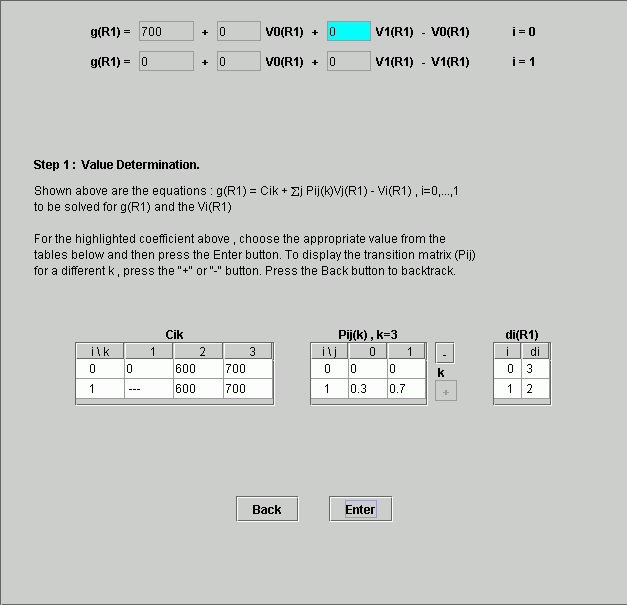 g(R1) = 700 + 0 V0(R1) + 0 V1(R1) - V0(R1) i = 0
g(R1) = 0 + 0 V0(R1) + 0 V1(R1) - V1(R1) i = 1
Step 1 : Value Determination.
Shown above are the equations : g(R1) = Cik + Σj Pij(k)Vj(R1) - Vi(R1) , i=0,...,1
to be solved for g(R1) and the Vi(R1)
For the highlighted coefficient above , choose the appropriate value from the
tables below and then press the Enter button. To display the transition matrix (Pij)
for a different k , press the "+" or "-" button. Press the Back button to backtrack.
Cik Pij(k) , k=3 di(R1)
i \ k 1 2 3 i \ j 0 1 - i di
0 0 600 700 0 0 0 k 0 3
1 --- 600 700 1 0.3 0.7 + 1 2
Back Enter